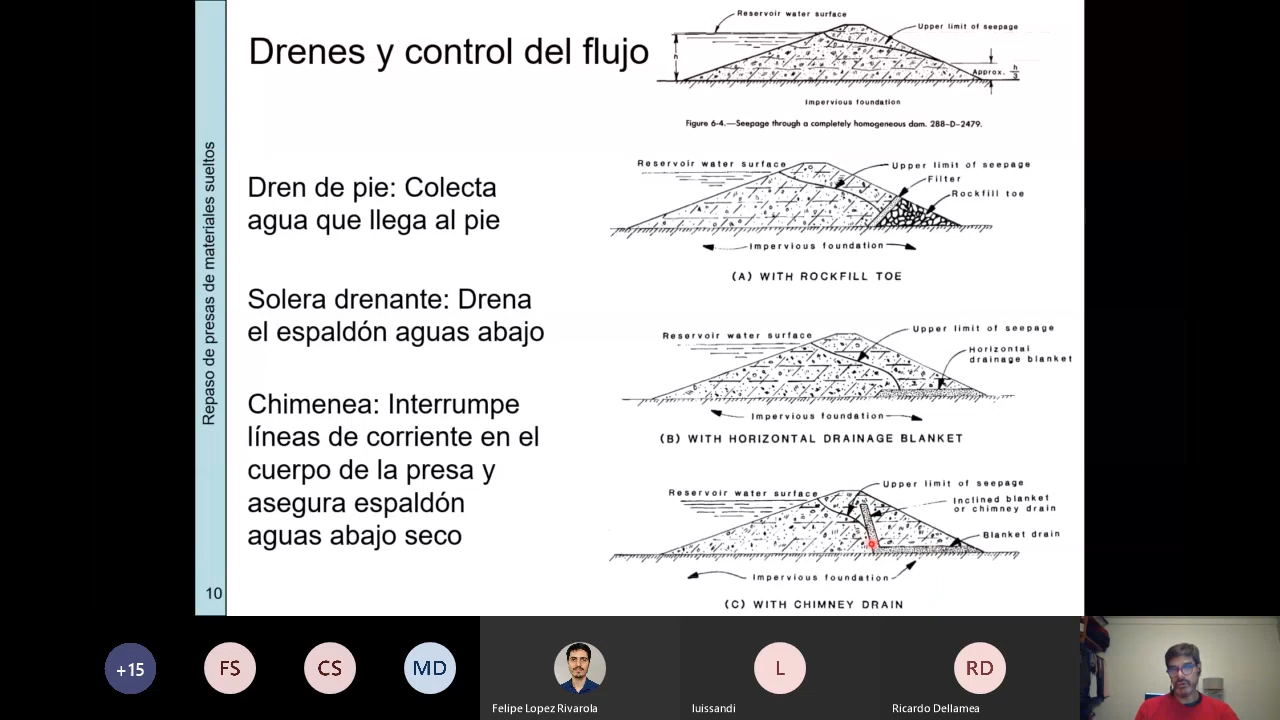 Drenes y control del flujo
Repaso de presas de materiales sueltos
10
Dren de pie: Colecta
agua que llega al pie
Solera drenante: Drena
el espaldón aguas abajo
Chimenea: Interrumpe
líneas de corriente en el
cuerpo de la presa y
asegura espaldón
aguas abajo seco
Reservoir water surface
Upper limit of seepage
h
Approx. h/3
Impervious foundation
Figure 6-4.—Seepage through a completely homogeneous dam. 288-D-2479.
Reservoir water surface
Upper limit of seepage
Filter
Rockfill toe
Impervious foundation
(A) WITH ROCKFILL TOE
Reservoir water surface
Upper limit of seepage
Horizontal
drainage blanket
Impervious foundation
(B) WITH HORIZONTAL DRAINAGE BLANKET
Reservoir water surface
Upper limit of seepage
Inclined blanket
or chimney drain
Blanket drain
Impervious foundation
(C) WITH CHIMNEY DRAIN
+15
FS
CS
MD
Felipe Lopez Rivarola
L
luissandi
RD
Ricardo Dellamea